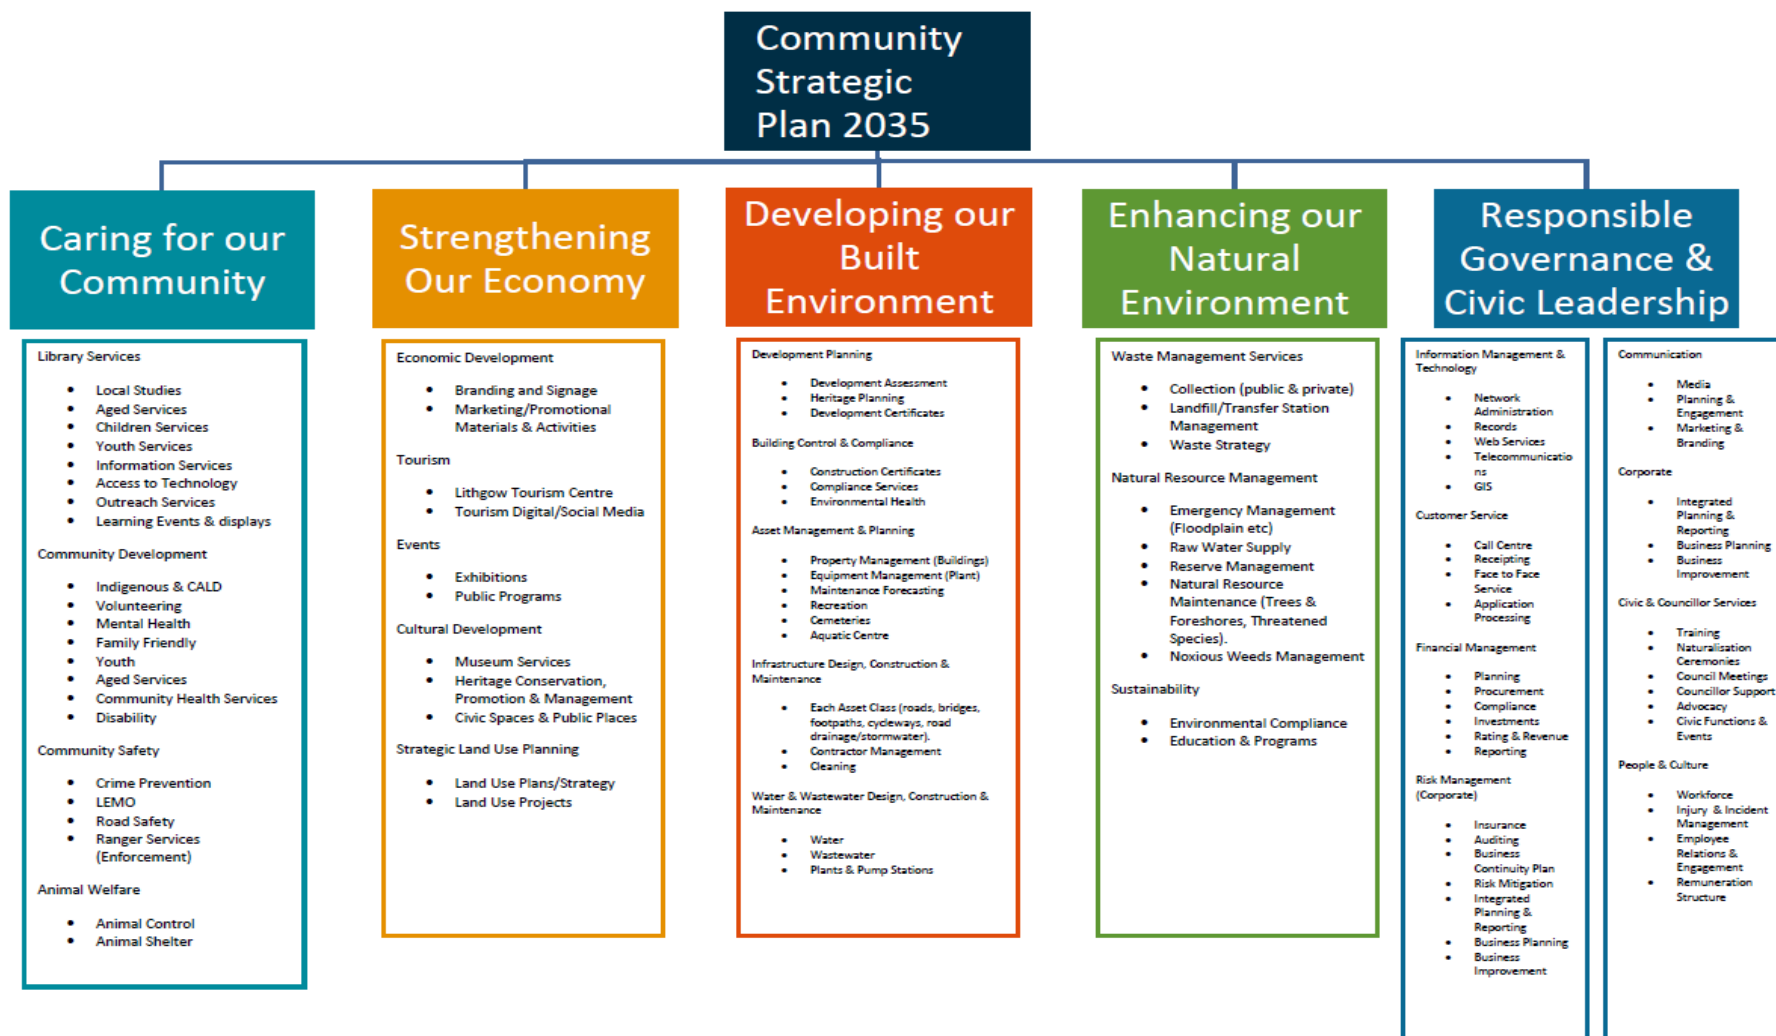 Community
Strategic
Plan 2035
Caring for our
Community
Library Services
• Local Studies
• Aged Services
• Children Services
• Youth Services
• Information Services
• Access to Technology
• Outreach Services
• Learning Events & displays
Community Development
• Indigenous & CALD
• Volunteering
• Mental Health
• Family Friendly
• Youth
• Aged Services
• Community Health Services
• Disability
Community Safety
• Crime Prevention
• LEMO
• Road Safety
• Ranger Services
(Enforcement)
Animal Welfare
• Animal Control
• Animal Shelter
Strengthening
Our Economy
Economic Development
• Branding and Signage
• Marketing/Promotional
Materials & Activities
Tourism
• Lithgow Tourism Centre
• Tourism Digital/Social Media
Events
• Exhibitions
• Public Programs
Cultural Development
• Museum Services
• Heritage Conservation,
Promotion & Management
• Civic Spaces & Public Places
Strategic Land Use Planning
• Land Use Plans/Strategy
• Land Use Projects
Developing our
Built
Environment
Development Planning
• Development Assessment
• Heritage Planning
• Development Certificates
Building Control & Compliance
• Construction Certificates
• Compliance Services
• Environmental Health
Asset Management & Planning
• Property Management (Buildings)
• Equipment Management (Plant)
• Maintenance Forecasting
• Recreation
• Cemeteries
• Aquatic Centre
Infrastructure Design, Construction &
Maintenance
• Each Asset Class (roads, bridges,
footpaths, cycleways, road
drainage/stormwater).
• Contractor Management
• Cleaning
Water & Wastewater Design, Construction &
Maintenance
• Water
• Wastewater
• Plants & Pump Stations
Enhancing our
Natural
Environment
Waste Management Services
• Collection (public & private)
• Landfill/Transfer Station
Management
• Waste Strategy
Natural Resource Management
• Emergency Management
(Floodplain etc)
• Raw Water Supply
• Reserve Management
• Natural Resource
Maintenance (Trees &
Foreshores, Threatened
Species).
• Noxious Weeds Management
Sustainability
• Environmental Compliance
• Education & Programs
Responsible
Governance &
Civic Leadership
Information Management &
Technology
• Network
Administration
• Records
• Web Services
• Telecommunicatio
ns
• GIS
Customer Service
• Call Centre
• Receipting
• Face to Face
Service
• Application
Processing
Financial Management
• Planning
• Procurement
• Compliance
• Investments
• Rating & Revenue
• Reporting
Risk Management
(Corporate)
• Insurance
• Auditing
• Business
Continuity Plan
• Risk Mitigation
• Integrated
Planning &
Reporting
• Business Planning
• Business
Improvement
Communication
• Media
• Planning &
Engagement
• Marketing &
Branding
Corporate
• Integrated
Planning &
Reporting
• Business Planning
• Business
Improvement
Civic & Councillor Services
• Training
• Naturalisation
Ceremonies
• Council Meetings
• Councillor Support
• Advocacy
• Civic Functions &
Events
People & Culture
• Workforce
• Injury & Incident
Management
• Employee
Relations &
Engagement
• Remuneration
Structure